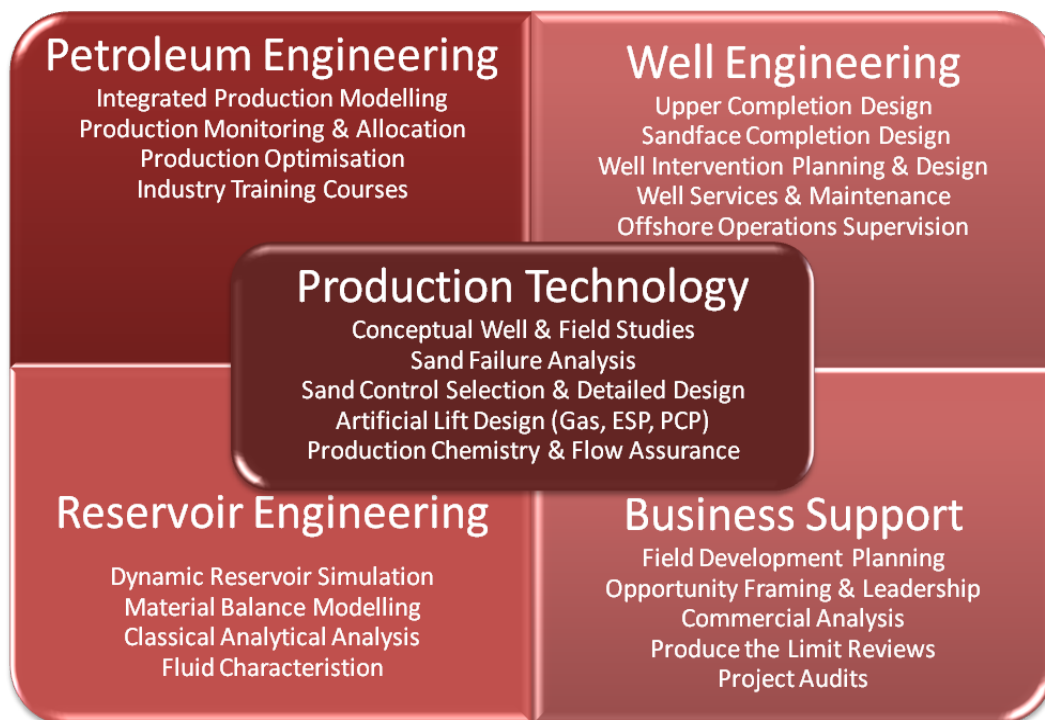 Petroleum Engineering
Integrated Production Modelling
Production Monitoring & Allocation
Production Optimisation
Industry Training Courses
Well Engineering
Upper Completion Design
Sandface Completion Design
Well Intervention Planning & Design
Well Services & Maintenance
Offshore Operations Supervision
Production Technology
Conceptual Well & Field Studies
Sand Failure Analysis
Sand Control Selection & Detailed Design
Artificial Lift Design (Gas, ESP, PCP)
Production Chemistry & Flow Assurance
Reservoir Engineering
Dynamic Reservoir Simulation
Material Balance Modelling
Classical Analytical Analysis
Fluid Characteristion
Business Support
Field Development Planning
Opportunity Framing & Leadership
Commercial Analysis
Produce the Limit Reviews
Project Audits